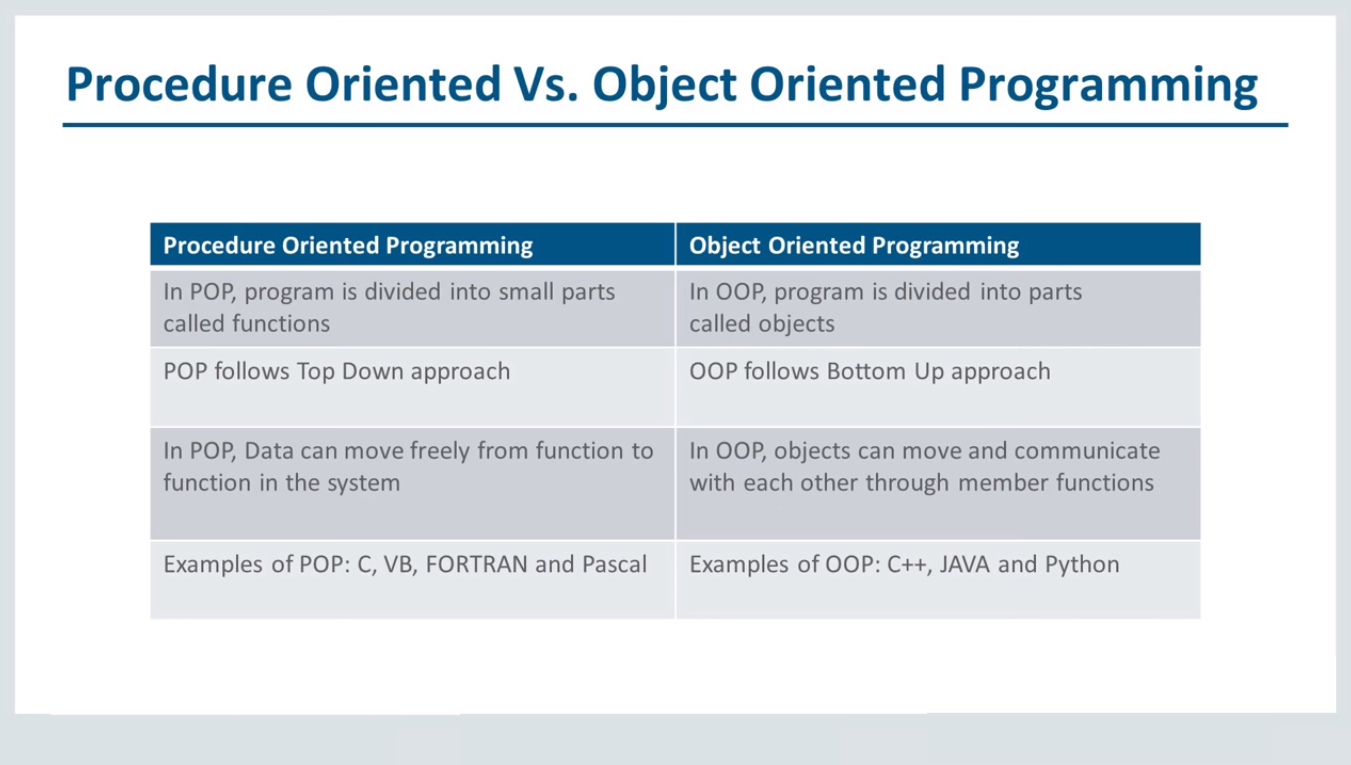 Procedure Oriented Vs. Object Oriented Programming
Procedure Oriented Programming
Object Oriented Programming
In POP, program is divided into small parts
called functions
In OOP, program is divided into parts
called objects
POP follows Top Down approach
OOP follows Bottom Up approach
In POP, Data can move freely from function to
function in the system
In OOP, objects can move and communicate
with each other through member functions
Examples of POP: C, VB, FORTRAN and Pascal
Examples of OOP: C++, JAVA and Python